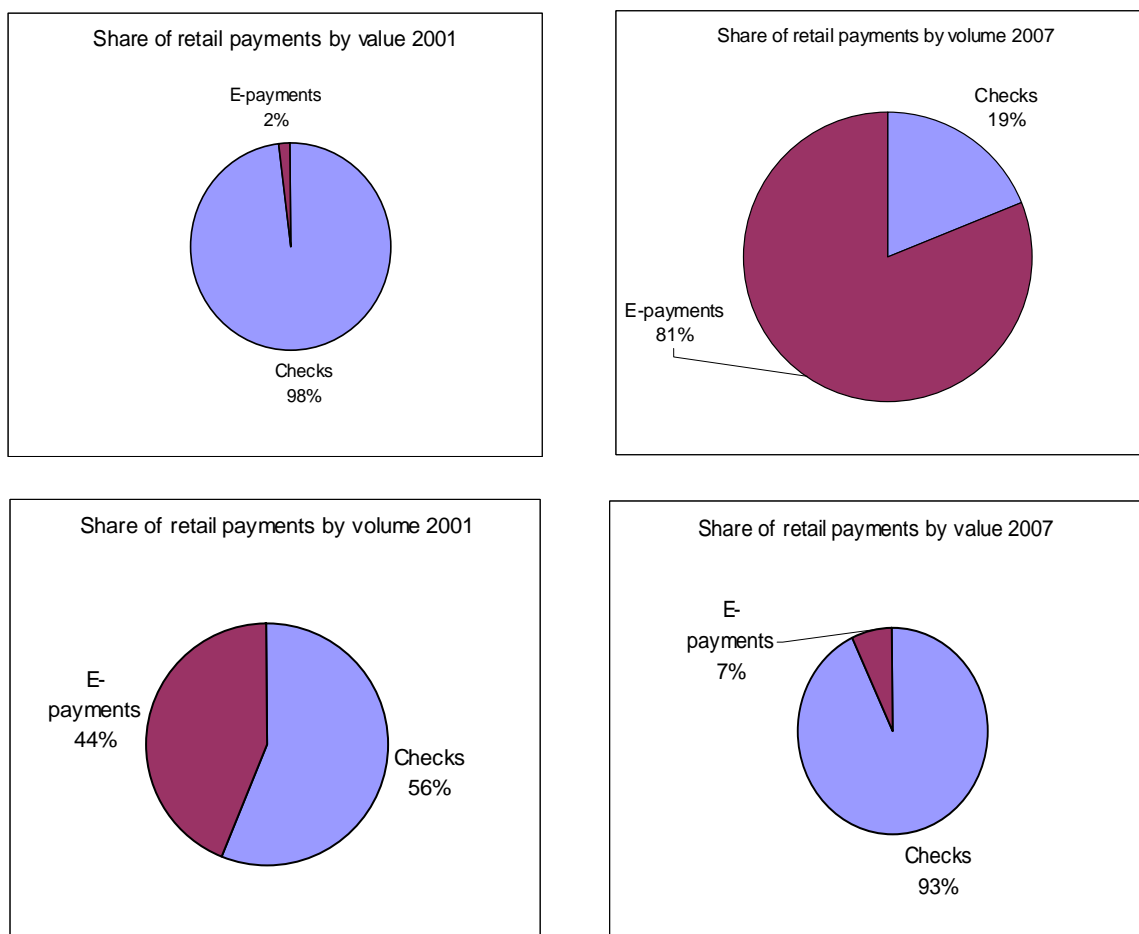 Share of retail payments by value 2001
E-payments
2%
Checks
98%
Share of retail payments by volume 2007
Checks
19%
E-payments
81%
Share of retail payments by volume 2001
E-
payments
44%
Checks
56%
Share of retail payments by value 2007
E-
payments
7%
Checks
93%